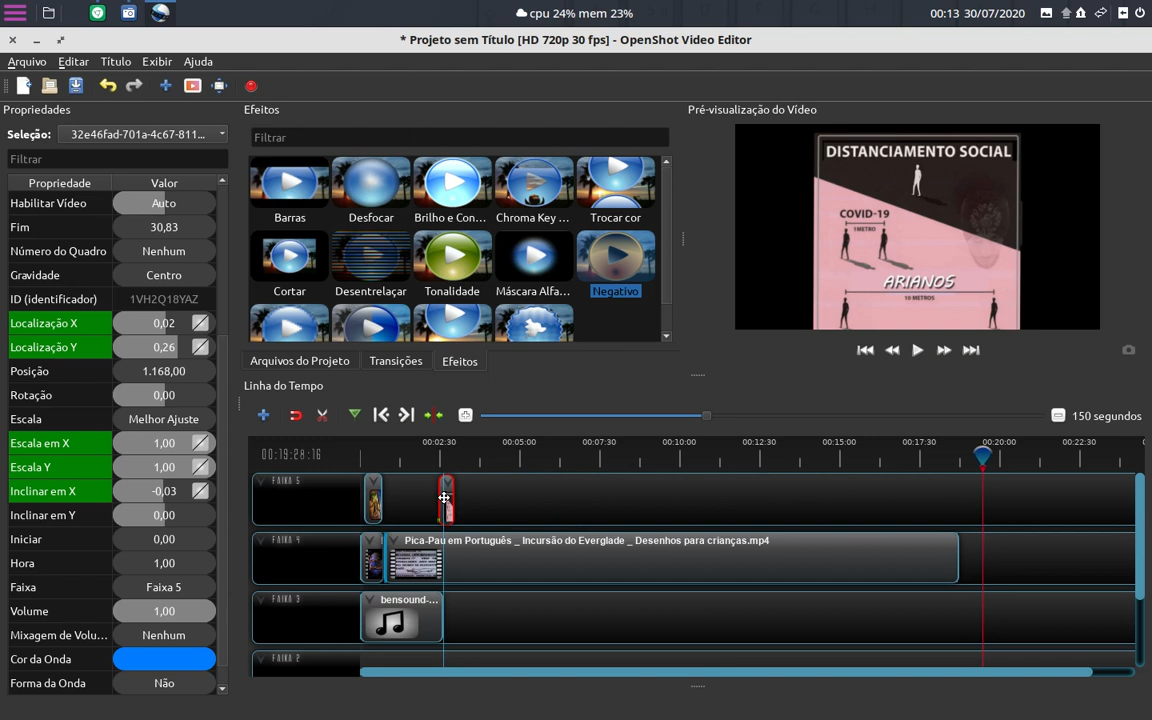 cpu 24% mem 23%
00:13 30/07/2020
* Projeto sem Título [HD 720p 30 fps] - OpenShot Video Editor
Arquivo Editar Título Exibir Ajuda
Propriedades
Efeitos
Pré-visualização do Vídeo
Seleção: 32e46fad-701a-4c67-811...
Filtrar
Filtrar
Propriedade Valor
Habilitar Vídeo Auto
Fim 30,83
Número do Quadro Nenhum
Gravidade Centro
ID (identificador) 1VH2Q18YAZ
Localização X 0,02
Localização Y 0,26
Posição 1.168,00
Rotação 0,00
Escala Melhor Ajuste
Escala em X 1,00
Escala Y 1,00
Inclinar em X -0,03
Inclinar em Y 0,00
Iniciar 0,00
Hora 1,00
Faixa Faixa 5
Volume 1,00
Mixagem de Volu... Nenhum
Cor da Onda
Forma da Onda Não
Barras Desfocar Brilho e Con... Chroma Key ... Trocar cor
Cortar Desentrelaçar Tonalidade Máscara Alfa... Negativo
Arquivos do Projeto Transições Efeitos
DISTANCIAMENTO SOCIAL
COVID-19
1METRO
ARIANOS
10 METROS
Linha do Tempo
150 segundos
00:19:28:16
00:02:30 00:05:00 00:07:30 00:10:00 00:12:30 00:15:00 00:17:30 00:20:00 00:22:30
FAIXA 5
FAIXA 4
Pica-Pau em Português _ Incursão do Everglade _ Desenhos para crianças.mp4
FAIXA 3
bensound-...
FAIXA 2